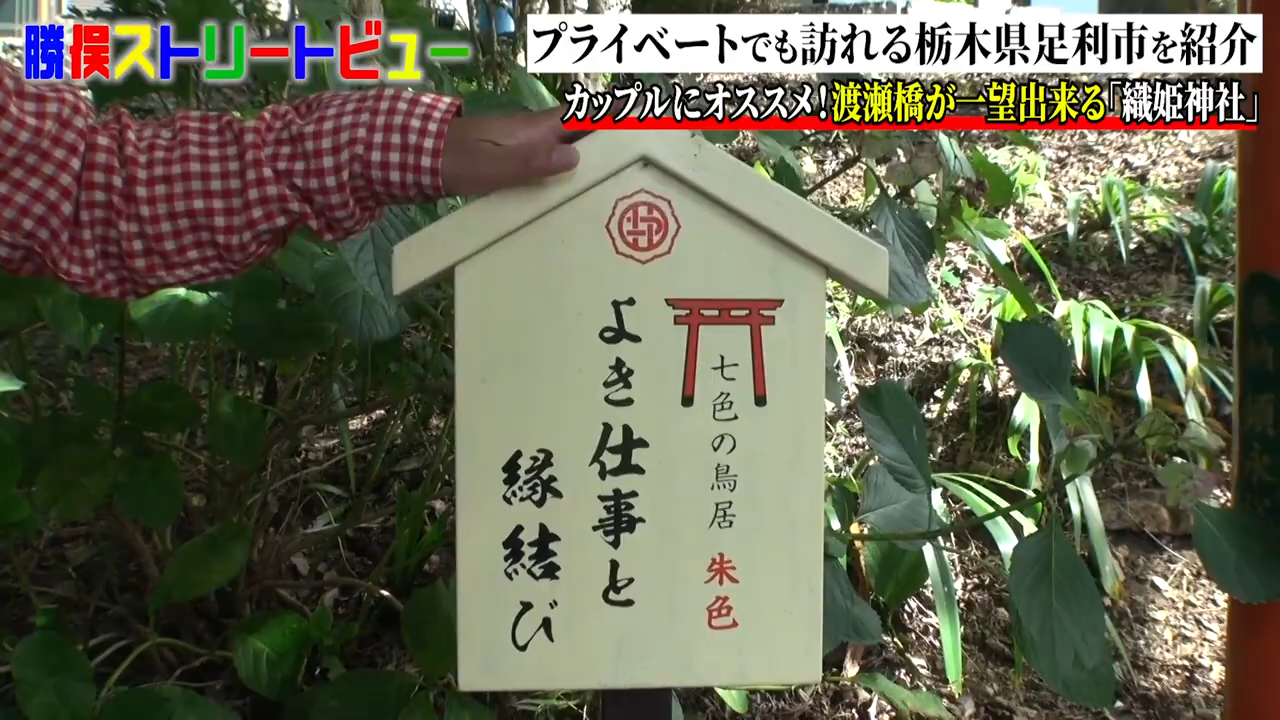 勝俣ストリートビュー
プライベートでも訪れる栃木県足利市を紹介
カップルにオススメ!渡瀬橋が一望出来る「織姫神社」
七色の鳥居 朱色
よき仕事と
縁結び